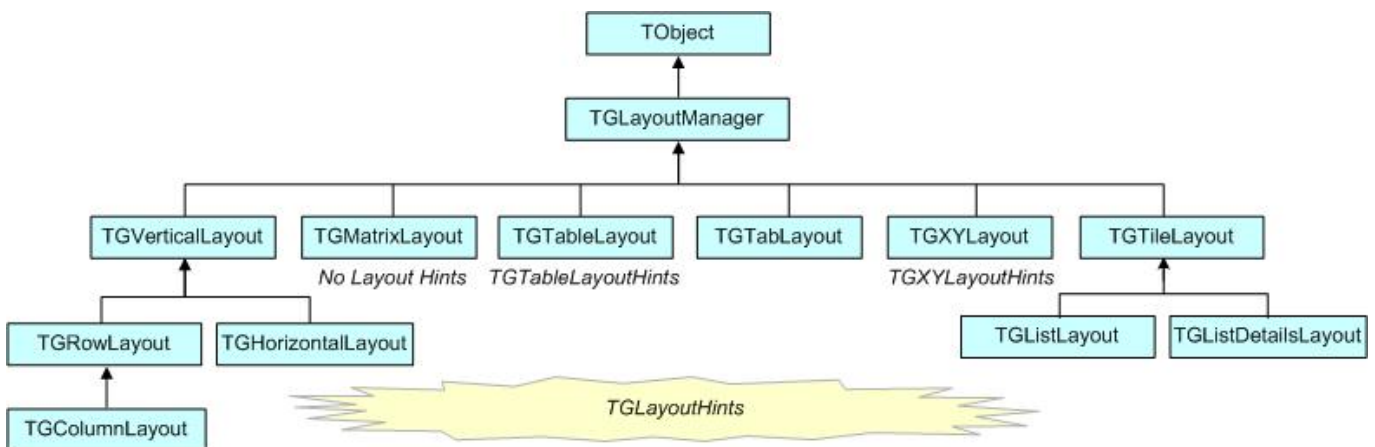 TObject
TGLayoutManager
TGVerticalLayout
TGMatrixLayout
TGTableLayout
TGTabLayout
TGXYLayout
TGTileLayout
No Layout Hints
TGTableLayoutHints
TGXYLayoutHints
TGRowLayout
TGHorizontalLayout
TGListLayout
TGListDetailsLayout
TGLayoutHints
TGColumnLayout